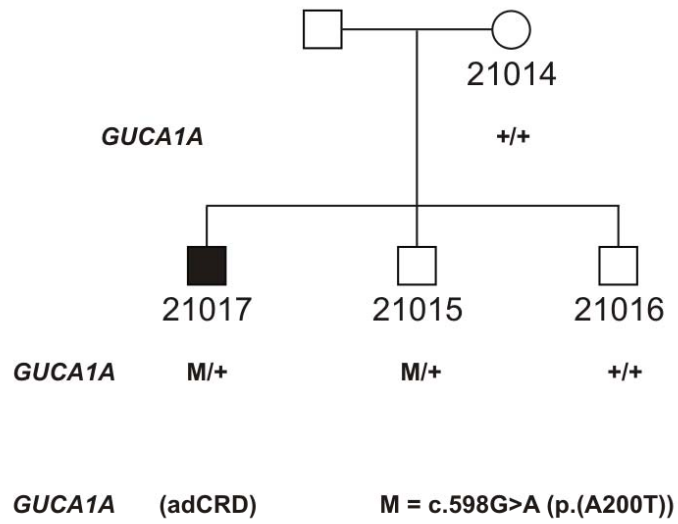 21014
GUCA1A +/+
21017 21015 21016
GUCA1A M/+ M/+ +/+
GUCA1A (adCRD) M = c.598G>A (p.(A200T))